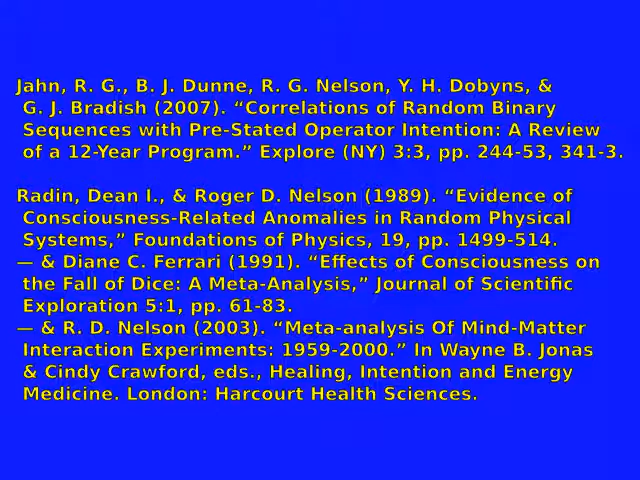 Jahn, R. G., B. J. Dunne, R. G. Nelson, Y. H. Dobyns, &
G. J. Bradish (2007). “Correlations of Random Binary
Sequences with Pre-Stated Operator Intention: A Review
of a 12-Year Program.” Explore (NY) 3:3, pp. 244-53, 341-3.
Radin, Dean I., & Roger D. Nelson (1989). “Evidence of
Consciousness-Related Anomalies in Random Physical
Systems,” Foundations of Physics, 19, pp. 1499-514.
— & Diane C. Ferrari (1991). “Effects of Consciousness on
the Fall of Dice: A Meta-Analysis,” Journal of Scientific
Exploration 5:1, pp. 61-83.
— & R. D. Nelson (2003). “Meta-analysis Of Mind-Matter
Interaction Experiments: 1959-2000.” In Wayne B. Jonas
& Cindy Crawford, eds., Healing, Intention and Energy
Medicine. London: Harcourt Health Sciences.